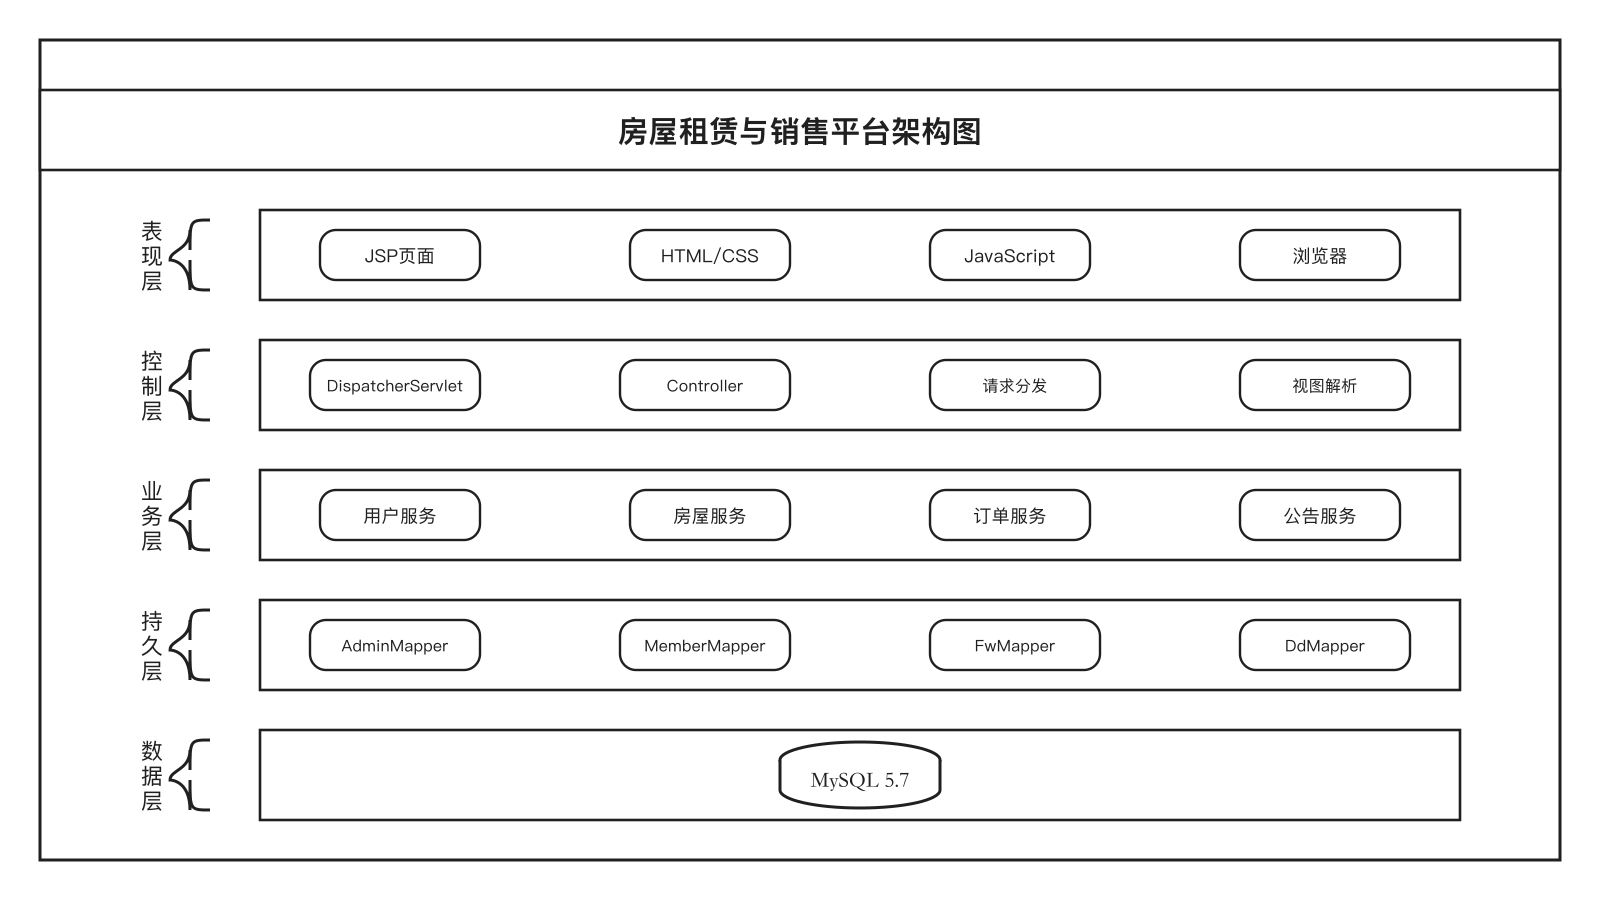 房屋租赁与销售平台架构图
表现层
JSP页面
HTML/CSS
JavaScript
浏览器
控制层
DispatcherServlet
Controller
请求分发
视图解析
业务层
用户服务
房屋服务
订单服务
公告服务
持久层
AdminMapper
MemberMapper
FwMapper
DdMapper
数据层
MySQL 5.7